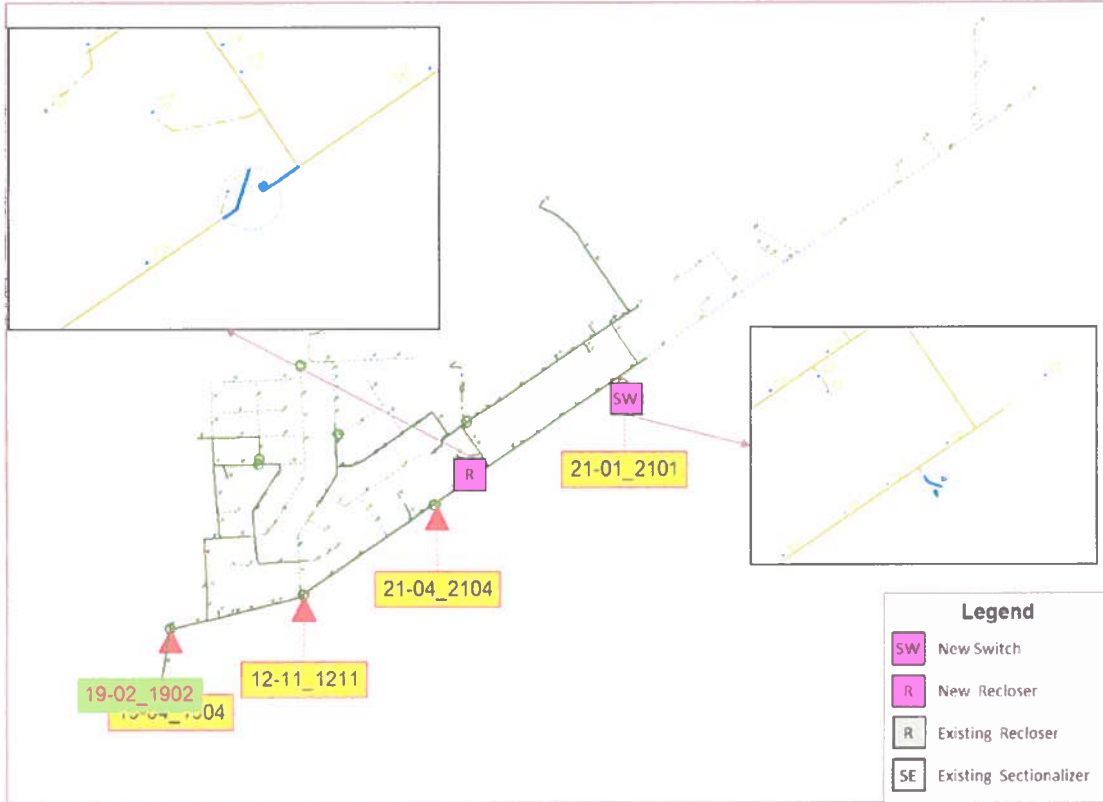 SW
21-01_2101
R
21-04_2104
12-11_1211
19-02_1902
Legend
SW New Switch
R New Recloser
R Existing Recloser
SE Existing Sectionalizer